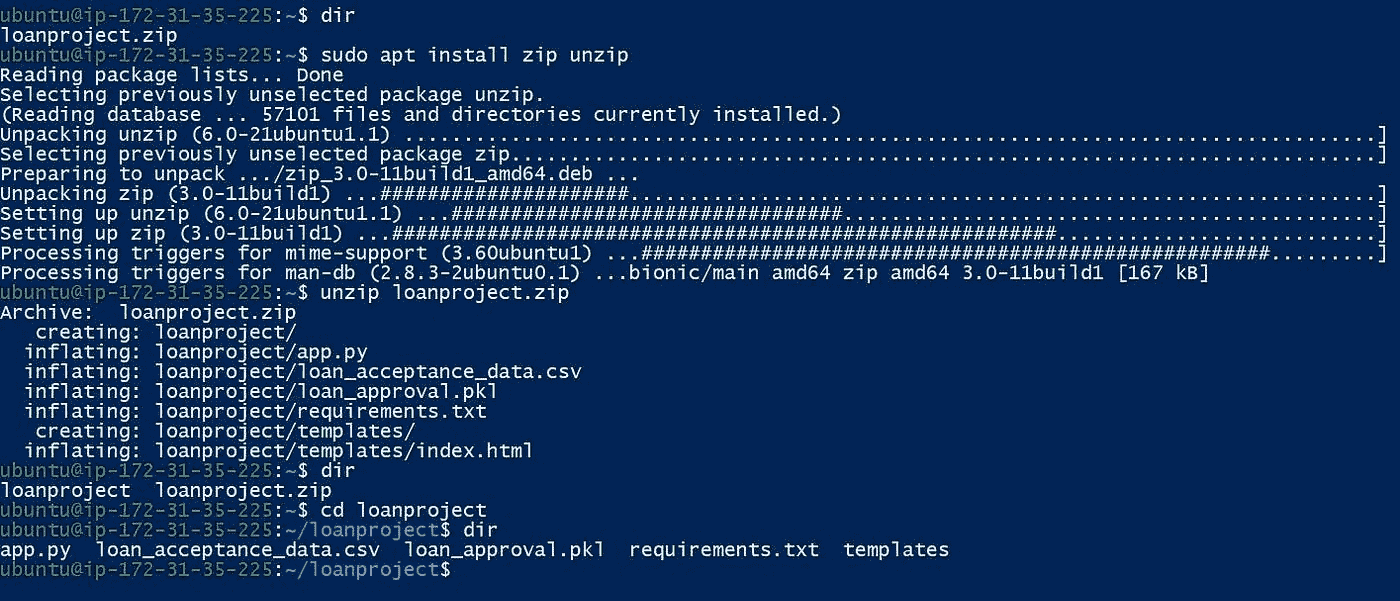 ubuntu@ip-172-31-35-225:~$ dir
loanproject.zip
ubuntu@ip-172-31-35-225:~$ sudo apt install zip unzip
Reading package lists... Done
Selecting previously unselected package unzip.
(Reading database ... 57101 files and directories currently installed.)
Unpacking unzip (6.0-21ubuntu1.1) ..................................................................................]
Selecting previously unselected package zip.........................................................................]
Preparing to unpack .../zip_3.0-11build1_amd64.deb ...
Unpacking zip (3.0-11build1) ...#####################...............................................................]
Setting up unzip (6.0-21ubuntu1.1) ...#################################.............................................]
Setting up zip (3.0-11build1) ...########################################################...........................]
Processing triggers for mime-support (3.60ubuntu1) ...#####################################################.........]
Processing triggers for man-db (2.8.3-2ubuntu0.1) ...bionic/main amd64 zip amd64 3.0-11build1 [167 kB]
ubuntu@ip-172-31-35-225:~$ unzip loanproject.zip
Archive:  loanproject.zip
   creating: loanproject/
  inflating: loanproject/app.py
  inflating: loanproject/loan_acceptance_data.csv
  inflating: loanproject/loan_approval.pkl
  inflating: loanproject/requirements.txt
   creating: loanproject/templates/
  inflating: loanproject/templates/index.html
ubuntu@ip-172-31-35-225:~$ dir
loanproject  loanproject.zip
ubuntu@ip-172-31-35-225:~$ cd loanproject
ubuntu@ip-172-31-35-225:~/loanproject$ dir
app.py  loan_acceptance_data.csv  loan_approval.pkl  requirements.txt  templates
ubuntu@ip-172-31-35-225:~/loanproject$